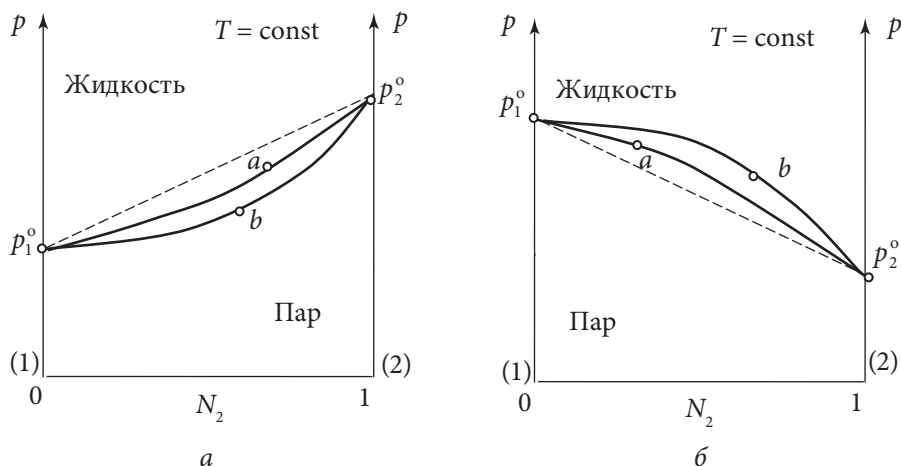 p p
T = const
Жидкость
p₂°
a
b
p₁°
Пар
(1) (2)
0 N₂ 1
а
p p
T = const
p₁° Жидкость
a b
p₂°
Пар
(1) (2)
0 N₂ 1
б